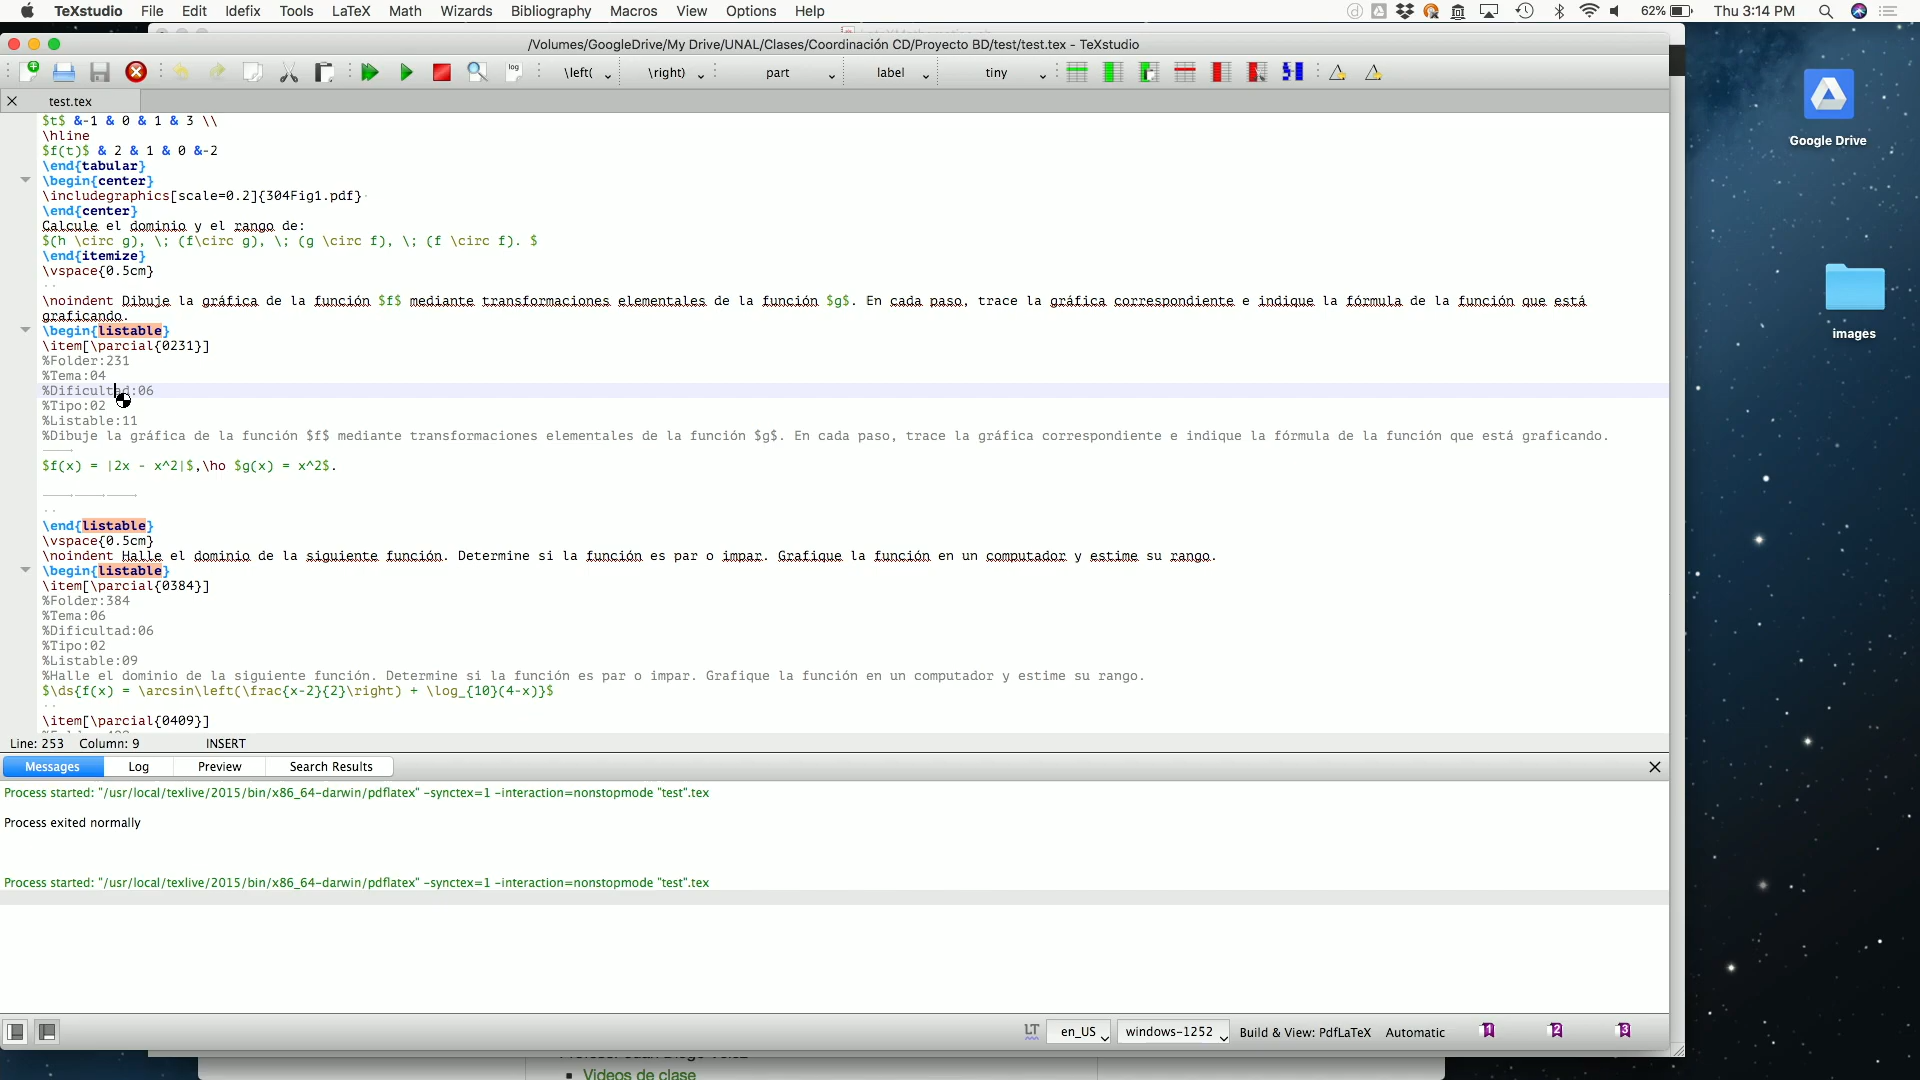 TeXstudio File Edit Idefix Tools LaTeX Math Wizards Bibliography Macros View Options Help 62% Thu 3:14 PM
/Volumes/GoogleDrive/My Drive/UNAL/Clases/Coordinación CD/Proyecto BD/test/test.tex - TeXstudio
log \left( \right) part label tiny
test.tex
$t$ &-1 & 0 & 1 & 3 \\
\hline
$f(t)$ & 2 & 1 & 0 &-2
\end{tabular}
\begin{center}
\includegraphics[scale=0.2]{304Fig1.pdf}
\end{center}
Calcule el dominio y el rango de:
$(h \circ g), \; (f\circ g), \; (g \circ f), \; (f \circ f). $
\end{itemize}
\vspace{0.5cm}
\noindent Dibuje la gráfica de la función $f$ mediante transformaciones elementales de la función $g$. En cada paso, trace la gráfica correspondiente e indique la fórmula de la función que está
graficando.
\begin{listable}
\item[\parcial{0231}]
%Folder:231
%Tema:04
%Dificultad:06
%Tipo:02
%Listable:11
%Dibuje la gráfica de la función $f$ mediante transformaciones elementales de la función $g$. En cada paso, trace la gráfica correspondiente e indique la fórmula de la función que está graficando.
$f(x) = |2x - x^2|$,\ho $g(x) = x^2$.
\end{listable}
\vspace{0.5cm}
\noindent Halle el dominio de la siguiente función. Determine si la función es par o impar. Grafique la función en un computador y estime su rango.
\begin{listable}
\item[\parcial{0384}]
%Folder:384
%Tema:06
%Dificultad:06
%Tipo:02
%Listable:09
%Halle el dominio de la siguiente función. Determine si la función es par o impar. Grafique la función en un computador y estime su rango.
$\ds{f(x) = \arcsin\left(\frac{x-2}{2}\right) + \log_{10}(4-x)}$
\item[\parcial{0409}]
Line: 253 Column: 9 INSERT
Messages Log Preview Search Results
Process started: "/usr/local/texlive/2015/bin/x86_64-darwin/pdflatex" -synctex=1 -interaction=nonstopmode "test".tex
Process exited normally
Process started: "/usr/local/texlive/2015/bin/x86_64-darwin/pdflatex" -synctex=1 -interaction=nonstopmode "test".tex
LT en_US windows-1252 Build & View: PdfLaTeX Automatic 1 2 3
Videos de clase
Google Drive
images